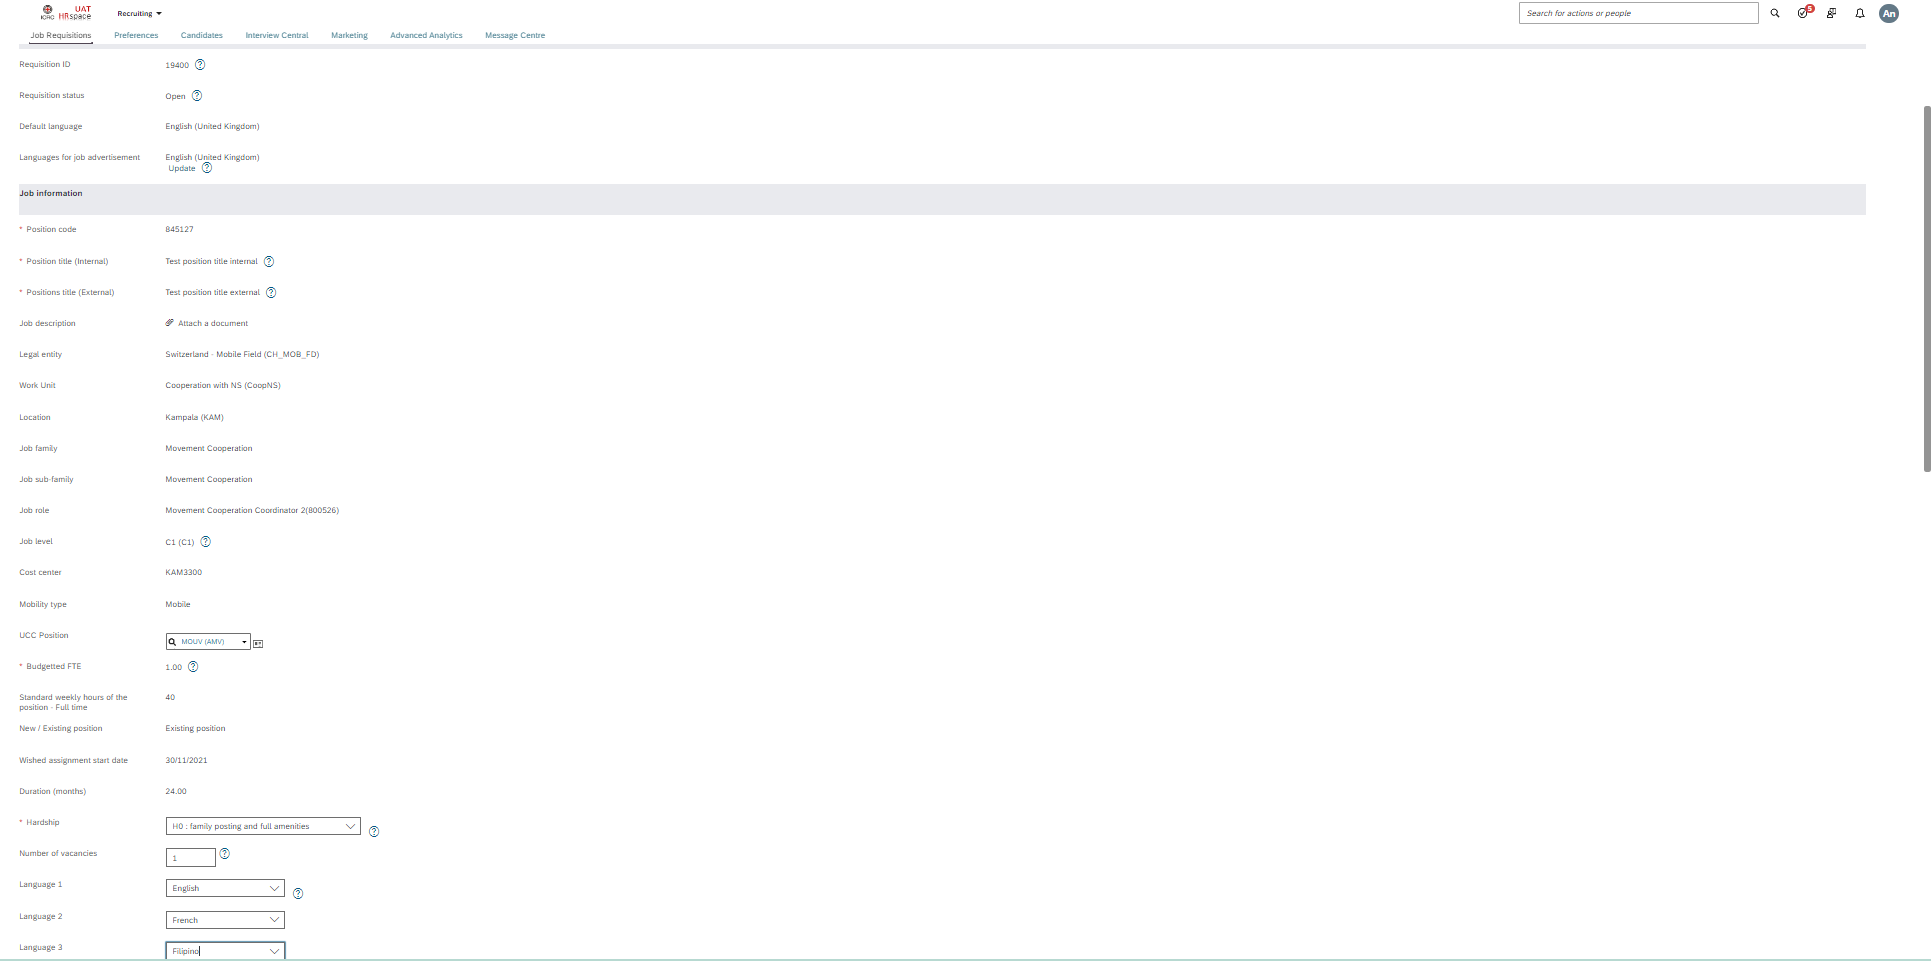 UAT
ICRC HRspace
Recruiting
Search for actions or people
5
An
Job Requisitions Preferences Candidates Interview Central Marketing Advanced Analytics Message Centre
Requisition ID 19400
Requisition status Open
Default language English (United Kingdom)
Languages for job advertisement English (United Kingdom)
Update
Job information
* Position code 845127
* Position title (Internal) Test position title internal
* Positions title (External) Test position title external
Job description Attach a document
Legal entity Switzerland - Mobile Field (CH_MOB_FD)
Work Unit Cooperation with NS (CoopNS)
Location Kampala (KAM)
Job family Movement Cooperation
Job sub-family Movement Cooperation
Job role Movement Cooperation Coordinator 2(800526)
Job level C1 (C1)
Cost center KAM3300
Mobility type Mobile
UCC Position MOUV (AMV)
* Budgetted FTE 1.00
Standard weekly hours of the 40
position - Full time
New / Existing position Existing position
Wished assignment start date 30/11/2021
Duration (months) 24.00
* Hardship H0 : family posting and full amenities
Number of vacancies 1
Language 1 English
Language 2 French
Language 3 Filipino